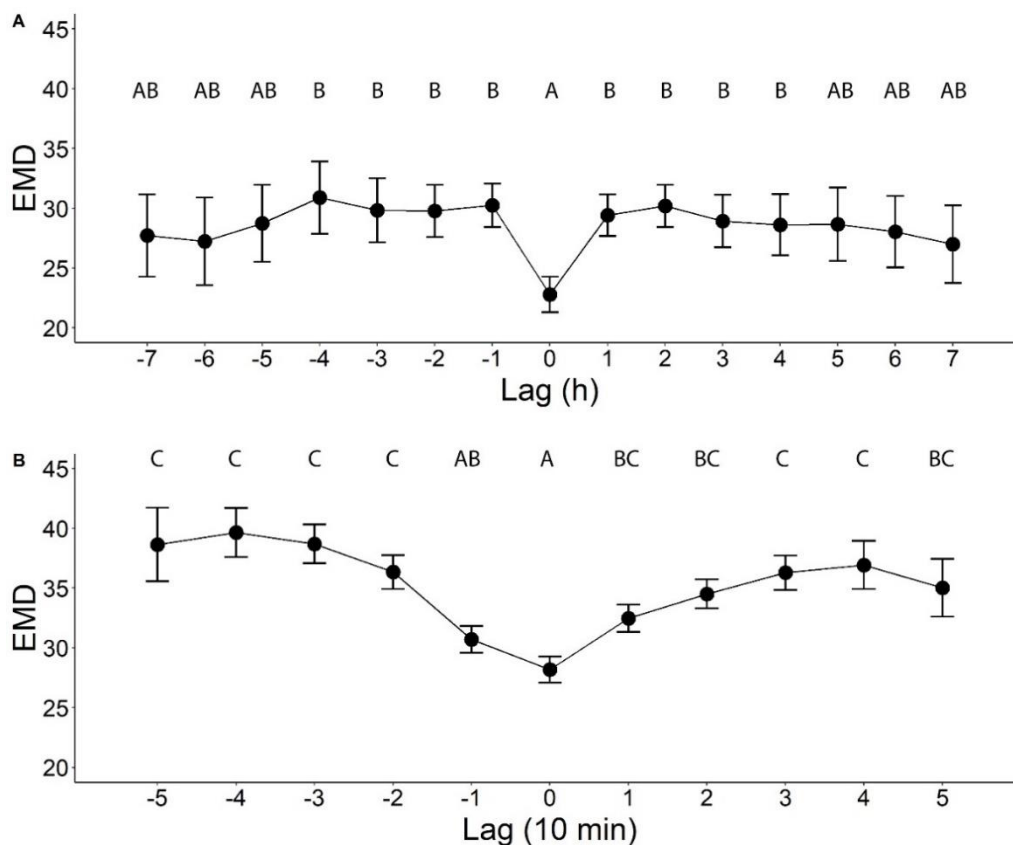 A
45
40
35
30
25
20
EMD
AB AB AB B B B B A B B B B AB AB AB
-7 -6 -5 -4 -3 -2 -1 0 1 2 3 4 5 6 7
Lag (h)
B
45
40
35
30
25
20
EMD
C C C C AB A BC BC C C BC
-5 -4 -3 -2 -1 0 1 2 3 4 5
Lag (10 min)